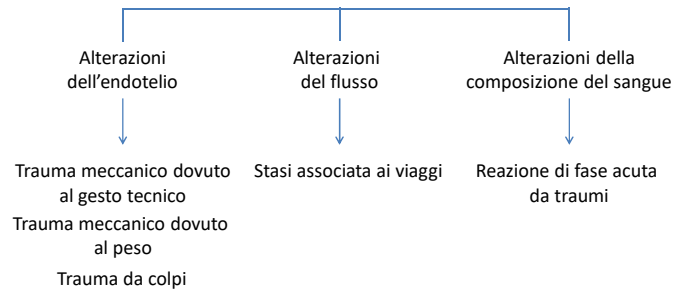 Alterazioni
dell'endotelio
Alterazioni
del flusso
Alterazioni della
composizione del sangue
Trauma meccanico dovuto
al gesto tecnico
Trauma meccanico dovuto
al peso
Trauma da colpi
Stasi associata ai viaggi
Reazione di fase acuta
da traumi